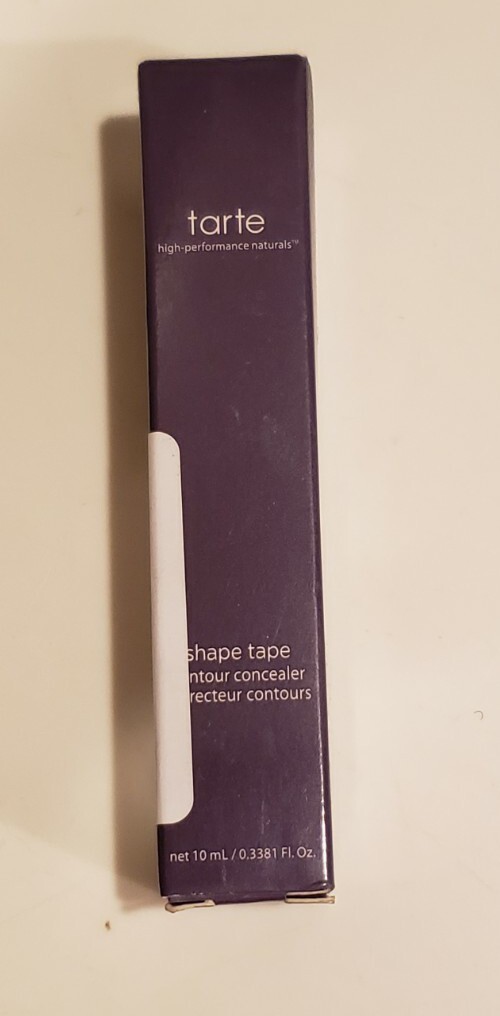 tarte
high-performance naturals™
shape tape
ntour concealer
recteur contours
net 10 mL / 0.3381 Fl. Oz.